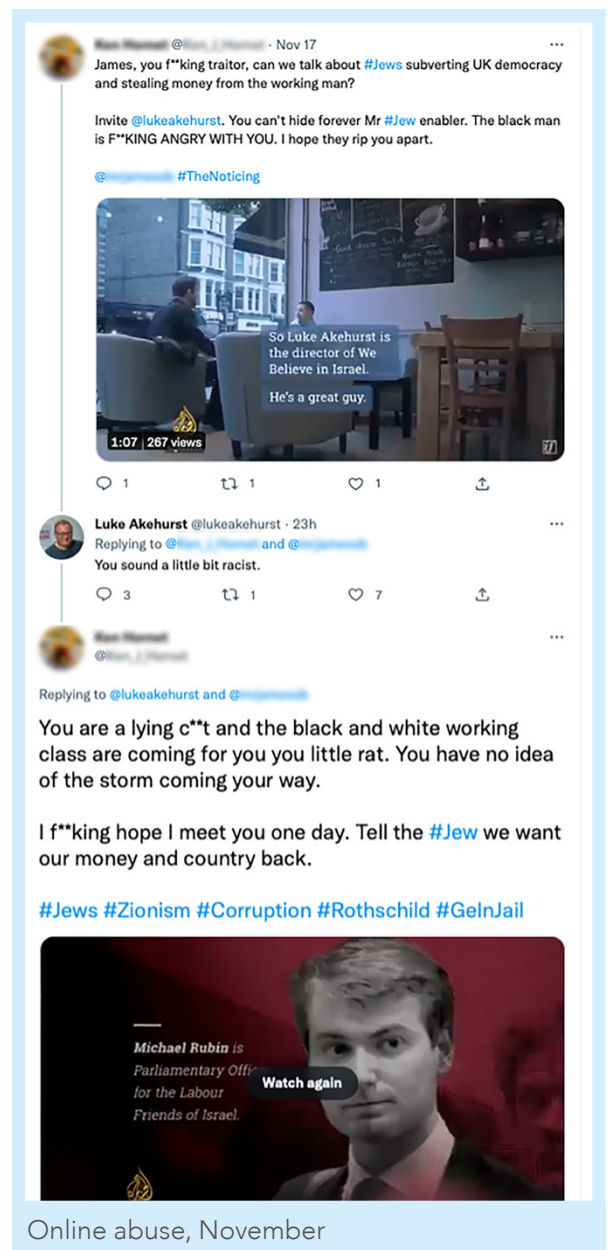 @ · Nov 17
James, you f**king traitor, can we talk about #Jews subverting UK democracy
and stealing money from the working man?
Invite @lukeakehurst. You can't hide forever Mr #Jew enabler. The black man
is F**KING ANGRY WITH YOU. I hope they rip you apart.
@ #TheNoticing
So Luke Akehurst is
the director of We
Believe in Israel.
He's a great guy.
1:07 267 views
1 1 1
Luke Akehurst @lukeakehurst · 23h
Replying to @ and @
You sound a little bit racist.
3 1 7
@
Replying to @lukeakehurst and @
You are a lying c**t and the black and white working
class are coming for you you little rat. You have no idea
of the storm coming your way.
I f**king hope I meet you one day. Tell the #Jew we want
our money and country back.
#Jews #Zionism #Corruption #Rothschild #GeInJail
Michael Rubin is
Parliamentary
for the Labour
Friends of Israel.
Watch again
Online abuse, November